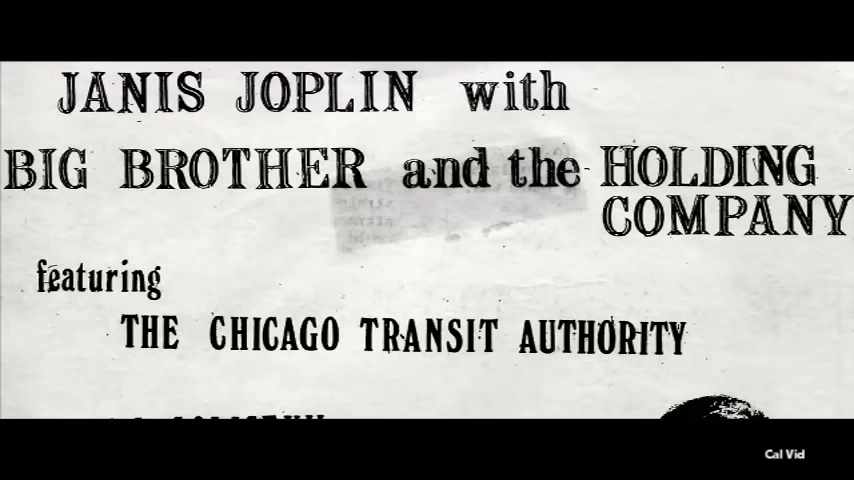 JANIS JOPLIN with
BIG BROTHER and the HOLDING
COMPANY
featuring
THE CHICAGO TRANSIT AUTHORITY
Cal Vid